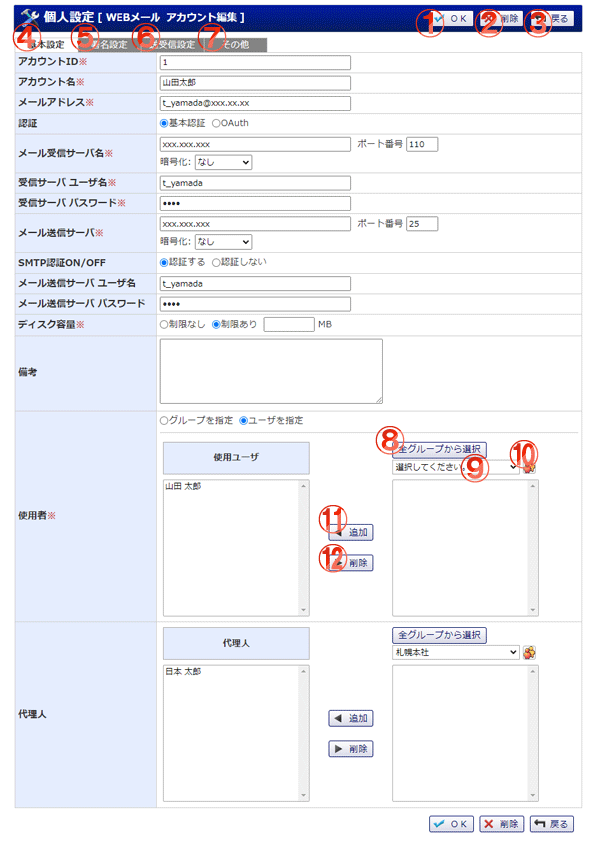 個人設定 [ WEBメール アカウント編集 ]
① OK ② 削除 ③ 戻る
④ 基本設定 ⑤ 署名設定 ⑥ 送受信設定 ⑦ その他
アカウントID※ 1
アカウント名※ 山田太郎
メールアドレス※ t_yamada@xxx.xx.xx
認証 基本認証 OAuth
メール受信サーバ名※ xxx.xxx.xxx ポート番号 110
暗号化: なし
受信サーバ ユーザ名※ t_yamada
受信サーバ パスワード※ ••••
メール送信サーバ※ xxx.xxx.xxx ポート番号 25
暗号化: なし
SMTP認証ON/OFF 認証する 認証しない
メール送信サーバ ユーザ名 t_yamada
メール送信サーバ パスワード ••••
ディスク容量※ 制限なし 制限あり MB
備考
使用者※
グループを指定 ユーザを指定
使用ユーザ
⑧ 全グループから選択
選択してください。 ⑨ ⑩
山田 太郎
⑪ 追加
⑫ 削除
代理人
代理人
全グループから選択
札幌本社
日本 太郎
追加
削除
OK 削除 戻る